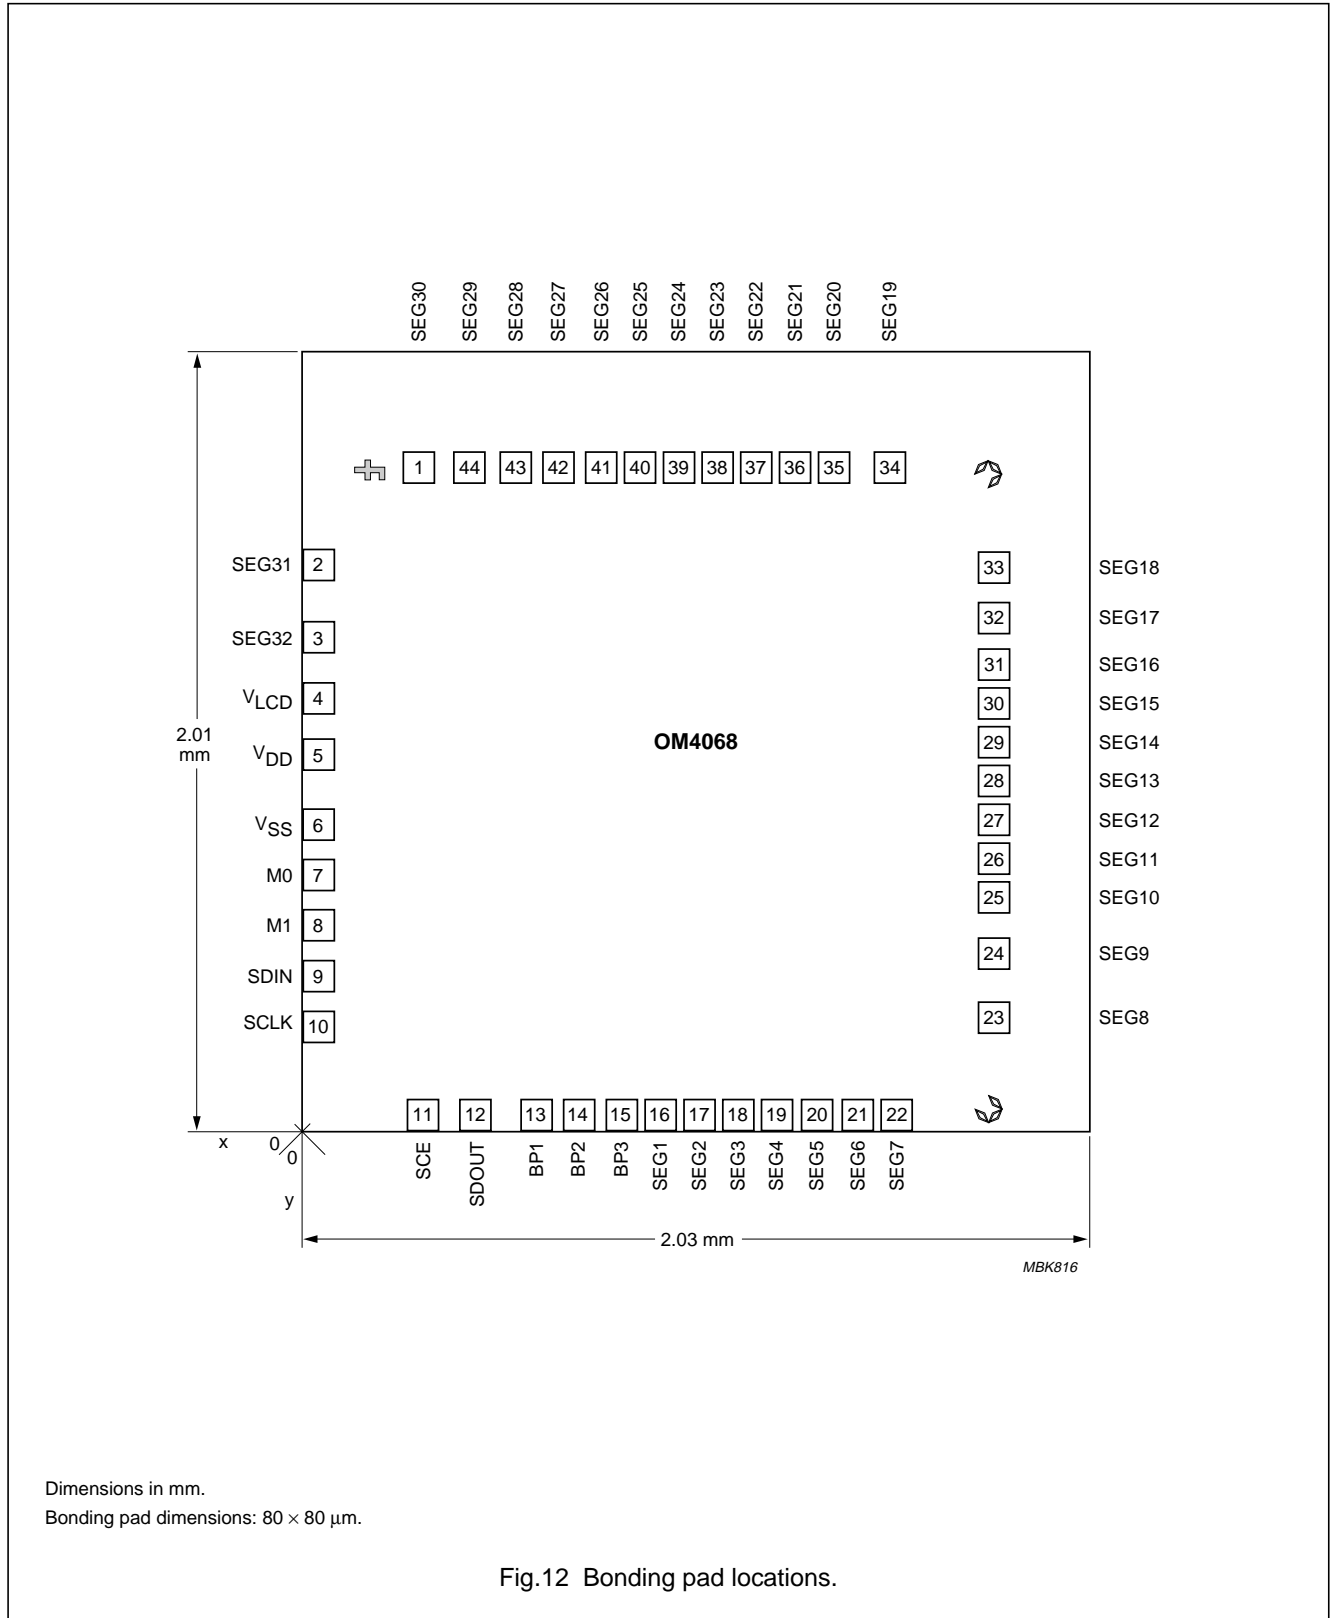 SEG30 SEG29 SEG28 SEG27 SEG26 SEG25 SEG24 SEG23 SEG22 SEG21 SEG20 SEG19
1 44 43 42 41 40 39 38 37 36 35 34
SEG31 2 33 SEG18
32 SEG17
SEG32 3
31 SEG16
VLCD 4 30 SEG15
2.01
mm
OM4068
29 SEG14
VDD 5
28 SEG13
VSS 6 27 SEG12
26 SEG11
M0 7
25 SEG10
M1 8
24 SEG9
SDIN 9
SCLK 10 23 SEG8
11 12 13 14 15 16 17 18 19 20 21 22
x 0
0
y
SCE SDOUT BP1 BP2 BP3 SEG1 SEG2 SEG3 SEG4 SEG5 SEG6 SEG7
2.03 mm
MBK816
Dimensions in mm.
Bonding pad dimensions: 80 × 80 μm.
Fig.12 Bonding pad locations.